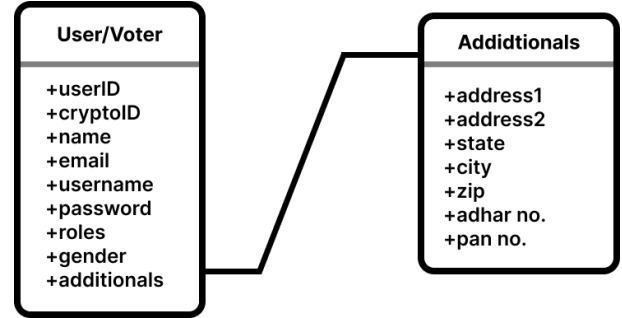 User/Voter
+userID
+cryptoID
+name
+email
+username
+password
+roles
+gender
+additionals
Addidtionals
+address1
+address2
+state
+city
+zip
+adhar no.
+pan no.